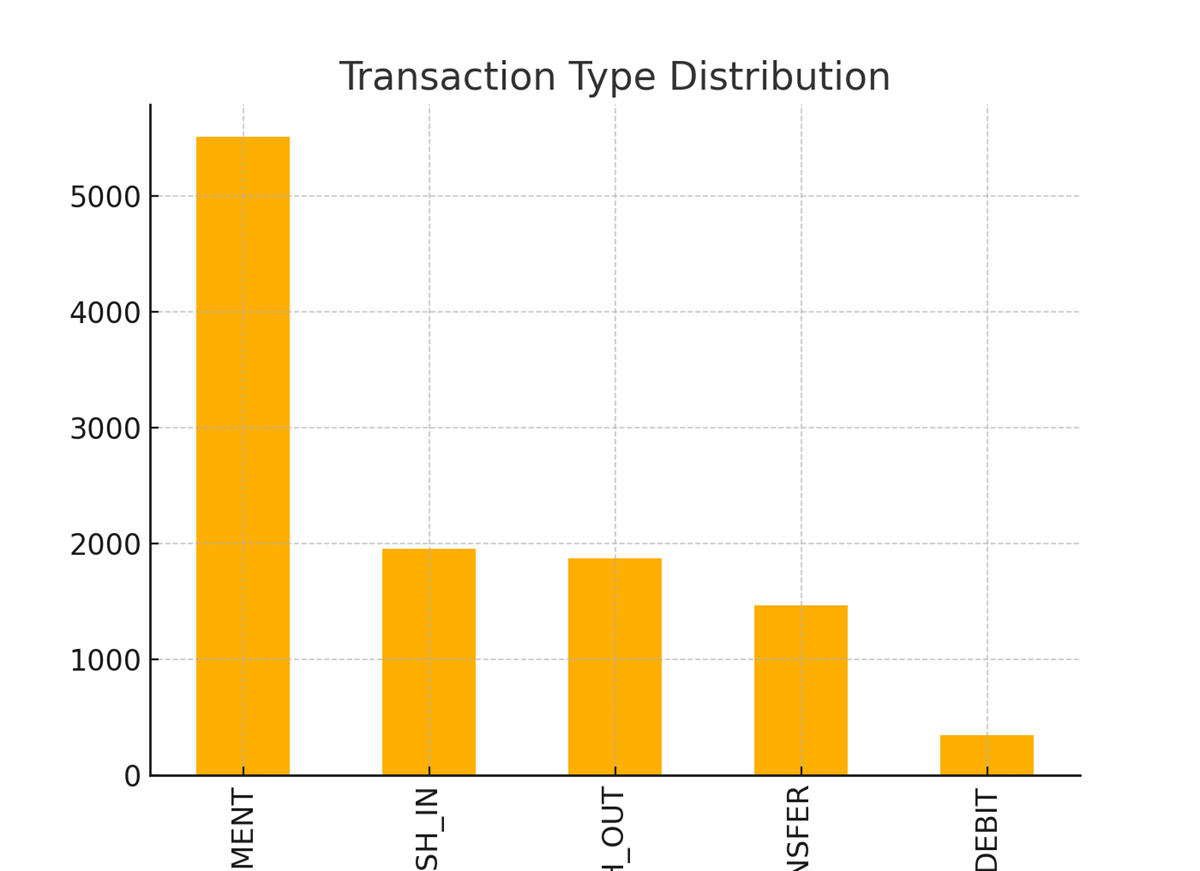 Transaction Type Distribution
5000
4000
3000
2000
1000
0
MENT
SH_IN
H_OUT
NSFER
DEBIT